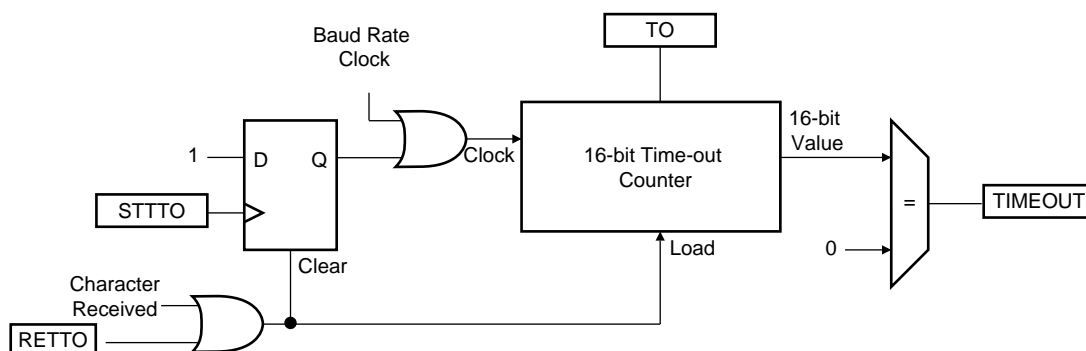 TO
Baud Rate
Clock
1
D
Q
Clock
16-bit Time-out
Counter
16-bit
Value
STTTO
=
TIMEOUT
Clear
Load
0
Character
Received
RETTO